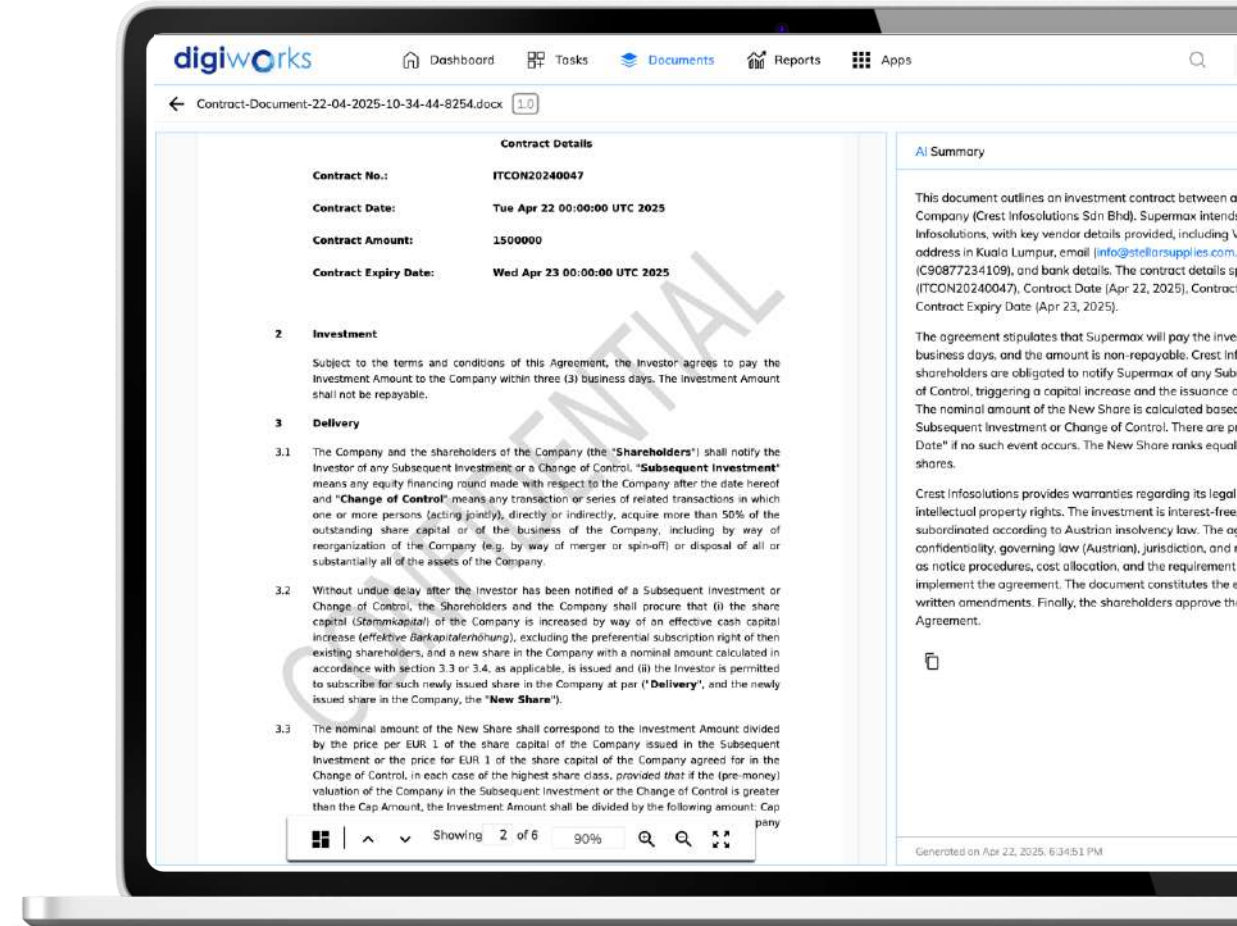 digiworks
Dashboard
Tasks
Documents
Reports
Apps
Contract-Document-22-04-2025-10-34-44-8254.docx 1.0
Contract Details
Contract No.: ITCON20240047
Contract Date: Tue Apr 22 00:00:00 UTC 2025
Contract Amount: 1500000
Contract Expiry Date: Wed Apr 23 00:00:00 UTC 2025
2 Investment
Subject to the terms and conditions of this Agreement, the Investor agrees to pay the
Investment Amount to the Company within three (3) business days. The Investment Amount
shall not be repayable.
3 Delivery
3.1 The Company and the shareholders of the Company (the "Shareholders") shall notify the
Investor of any Subsequent Investment or a Change of Control. "Subsequent Investment"
means any equity financing round made with respect to the Company after the date hereof
and "Change of Control" means any transaction or series of related transactions in which
one or more persons (acting jointly), directly or indirectly, acquire more than 50% of the
outstanding share capital or of the business of the Company, including by way of
reorganization of the Company (e.g. by way of merger or spin-off) or disposal of all or
substantially all of the assets of the Company.
3.2 Without undue delay after the Investor has been notified of a Subsequent Investment or
Change of Control, the Shareholders and the Company shall procure that (i) the share
capital (Stammkapital) of the Company is increased by way of an effective cash capital
increase (effektive Barkapitalerhöhung), excluding the preferential subscription right of then
existing shareholders, and a new share in the Company with a nominal amount calculated in
accordance with section 3.3 or 3.4, as applicable, is issued and (ii) the Investor is permitted
to subscribe for such newly issued share in the Company at par ("Delivery", and the newly
issued share in the Company, the "New Share").
3.3 The nominal amount of the New Share shall correspond to the Investment Amount divided
by the price per EUR 1 of the share capital of the Company issued in the Subsequent
Investment or the price for EUR 1 of the share capital of the Company agreed for in the
Change of Control, in each case of the highest share class, provided that if the (pre-money)
valuation of the Company in the Subsequent Investment or the Change of Control is greater
than the Cap Amount, the Investment Amount shall be divided by the following amount: Cap
pany
CONFIDENTIAL
Showing 2 of 6 90%
AI Summary
This document outlines an investment contract between a
Company (Crest Infosolutions Sdn Bhd). Supermax intends
Infosolutions, with key vendor details provided, including V
address in Kuala Lumpur, email (info@stellarsupplies.com.
(C90877234109), and bank details. The contract details sp
(ITCON20240047), Contract Date (Apr 22, 2025), Contract
Contract Expiry Date (Apr 23, 2025).
The agreement stipulates that Supermax will pay the inve
business days, and the amount is non-repayable. Crest Inf
shareholders are obligated to notify Supermax of any Sub
of Control, triggering a capital increase and the issuance o
The nominal amount of the New Share is calculated based
Subsequent Investment or Change of Control. There are pr
Date" if no such event occurs. The New Share ranks equal
shares.
Crest Infosolutions provides warranties regarding its legal
intellectual property rights. The investment is interest-free
subordinated according to Austrian insolvency law. The ag
confidentiality, governing law (Austrian), jurisdiction, and m
as notice procedures, cost allocation, and the requirement
implement the agreement. The document constitutes the e
written amendments. Finally, the shareholders approve the
Agreement.
Generated on Apr 22, 2025, 6:34:51 PM